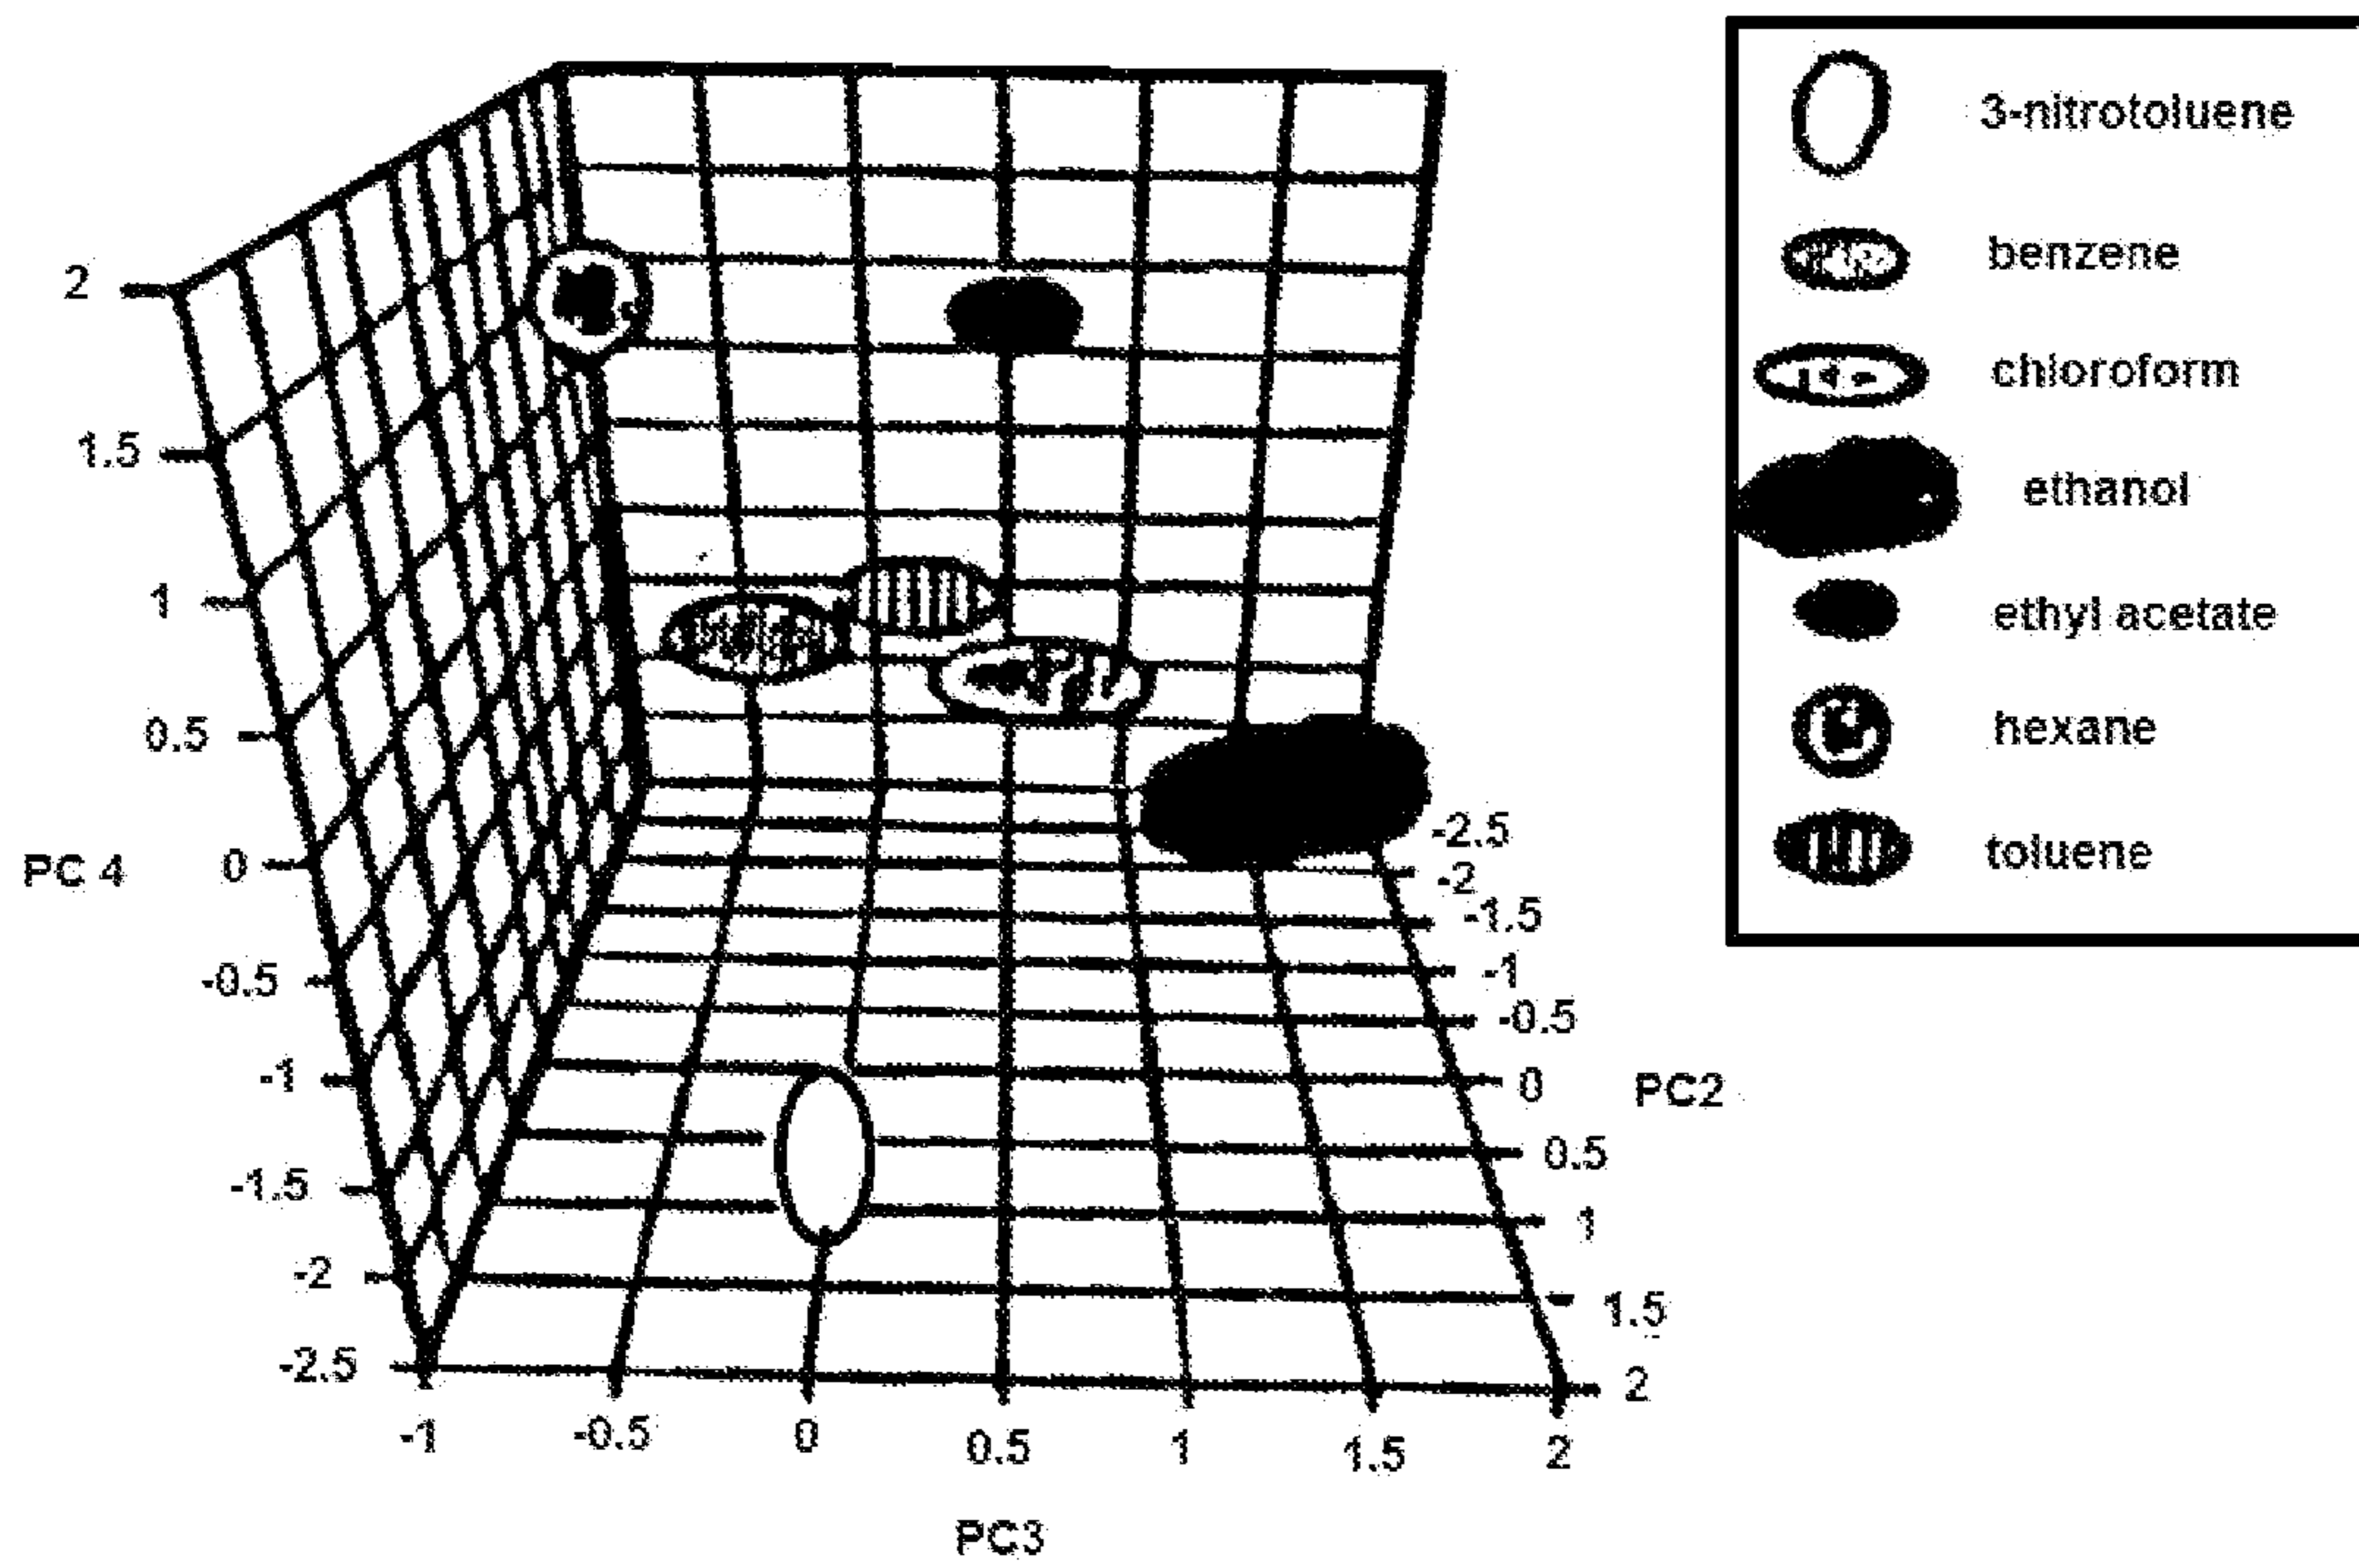 2
1.5
1
0.5
PC 4
0
-0.5
-1
-1.5
-2
-2.5
-1
-0.5
0
0.5
1
1.5
2
PC3
-2.5
-2
-1.5
-1
-0.5
0
PC2
0.5
1
1.5
2
3-nitrotoluene
benzene
chloroform
ethanol
ethyl acetate
hexane
toluene